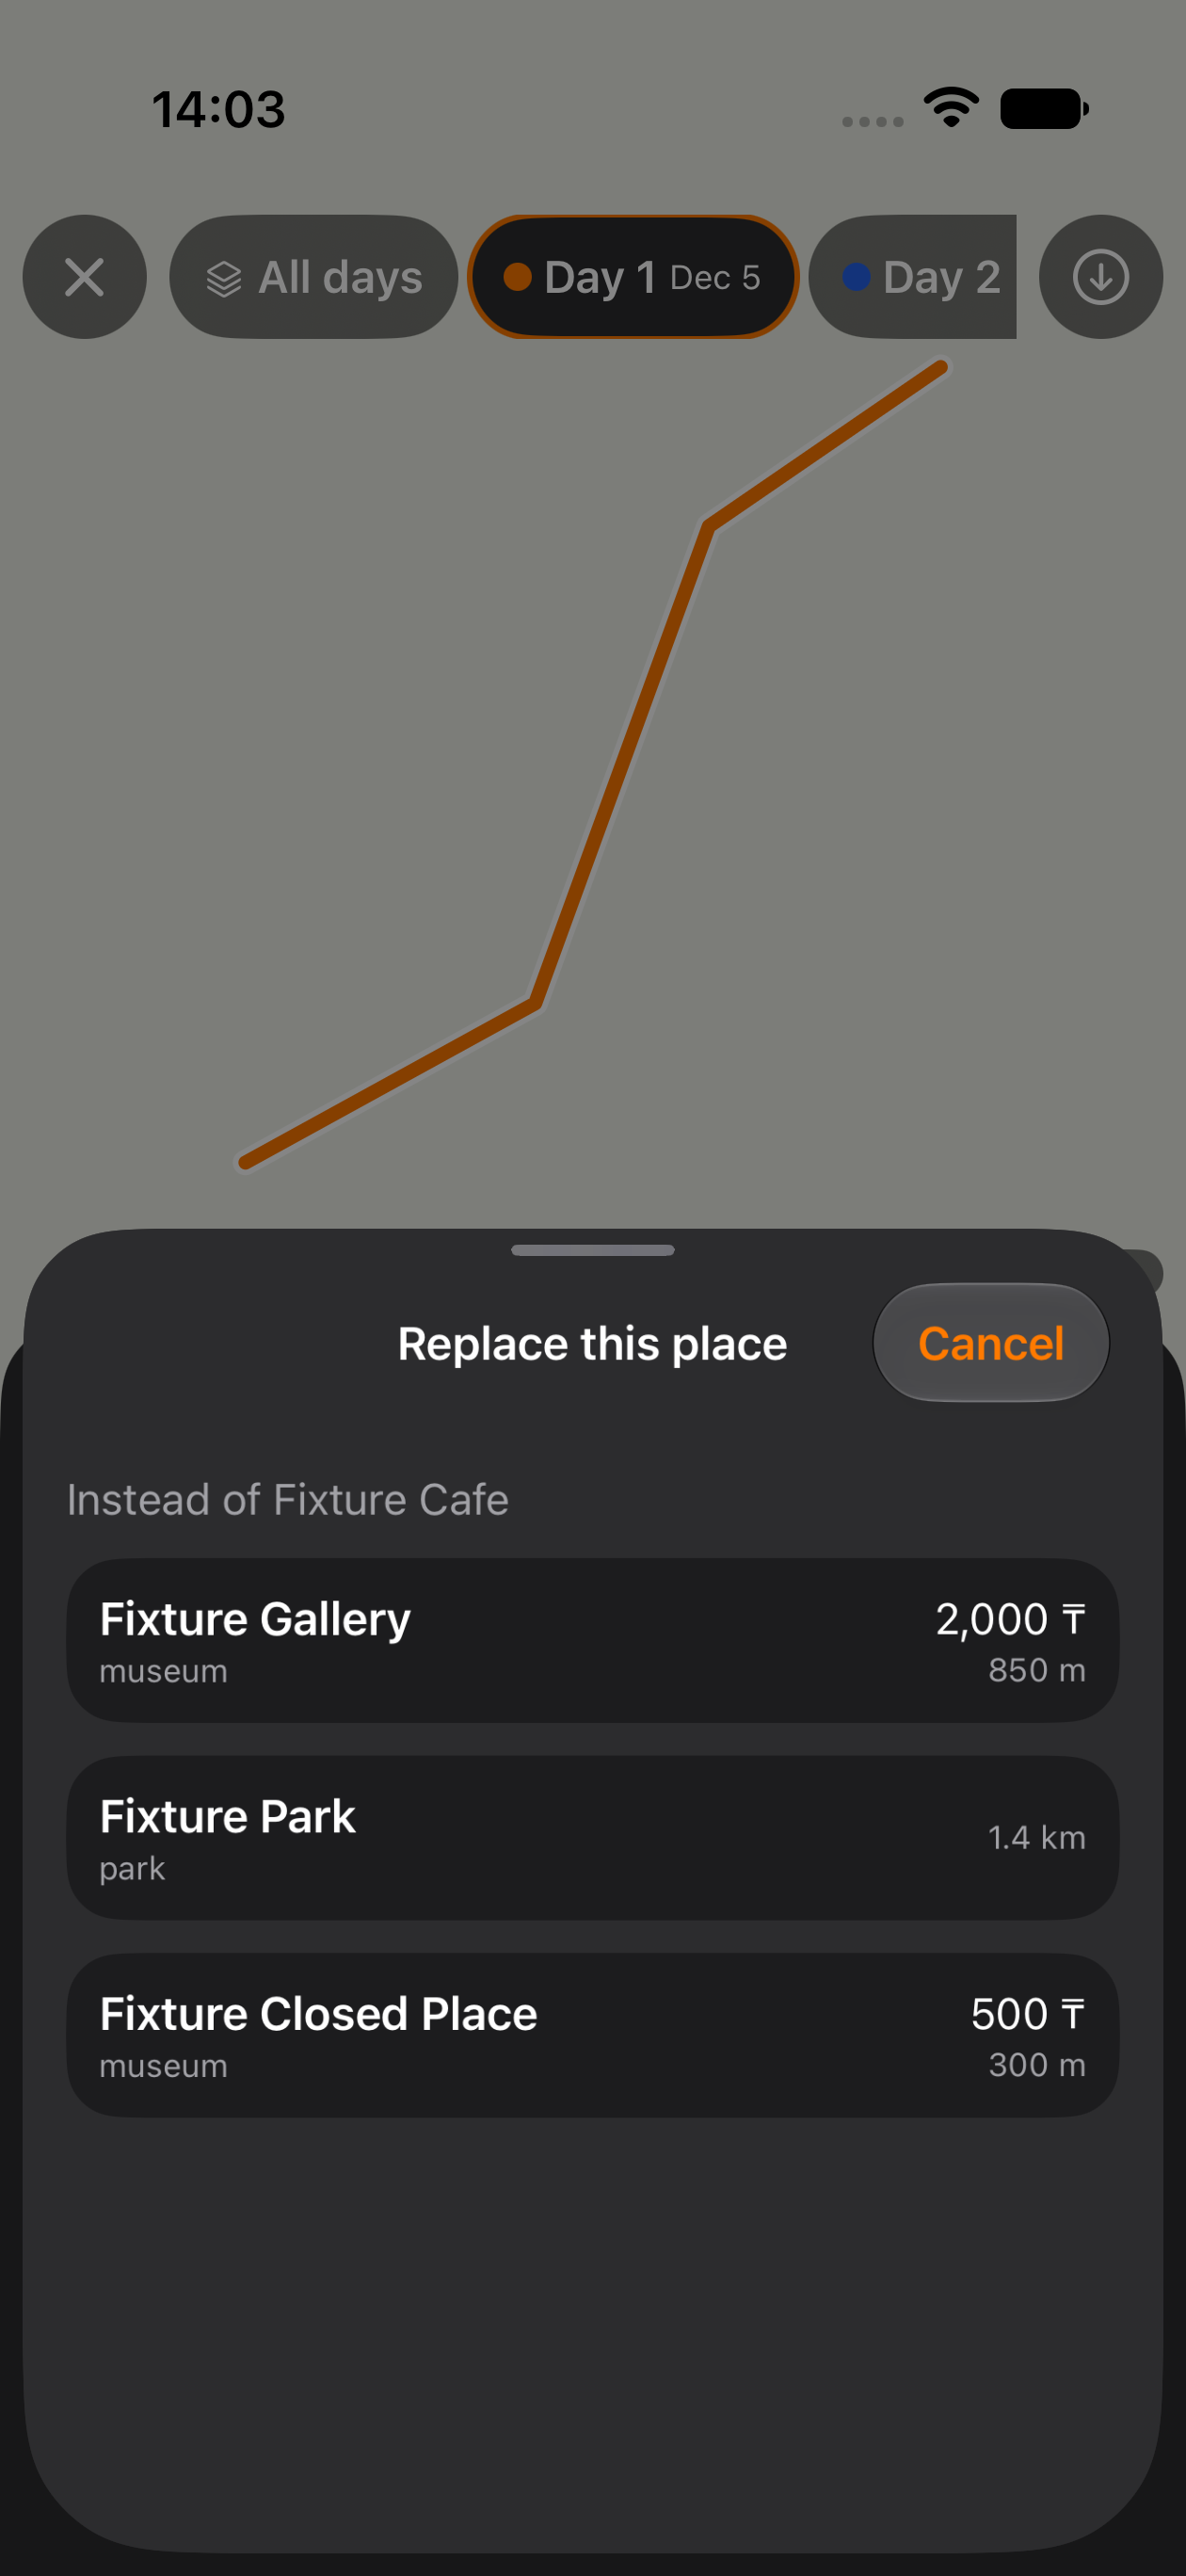 14:03
All days
Day 1 Dec 5
Day 2
Replace this place
Cancel
Instead of Fixture Cafe
Fixture Gallery
2,000 ₸
museum
850 m
Fixture Park
park
1.4 km
Fixture Closed Place
500 ₸
museum
300 m